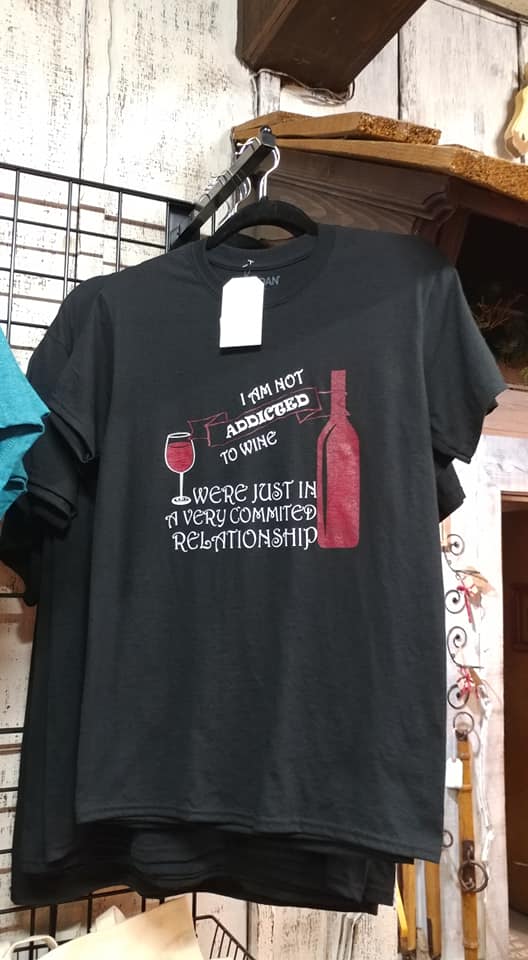 I AM NOT
ADDICTED
TO WINE
WERE JUST IN
A VERY COMMITED
RELATIONSHIP